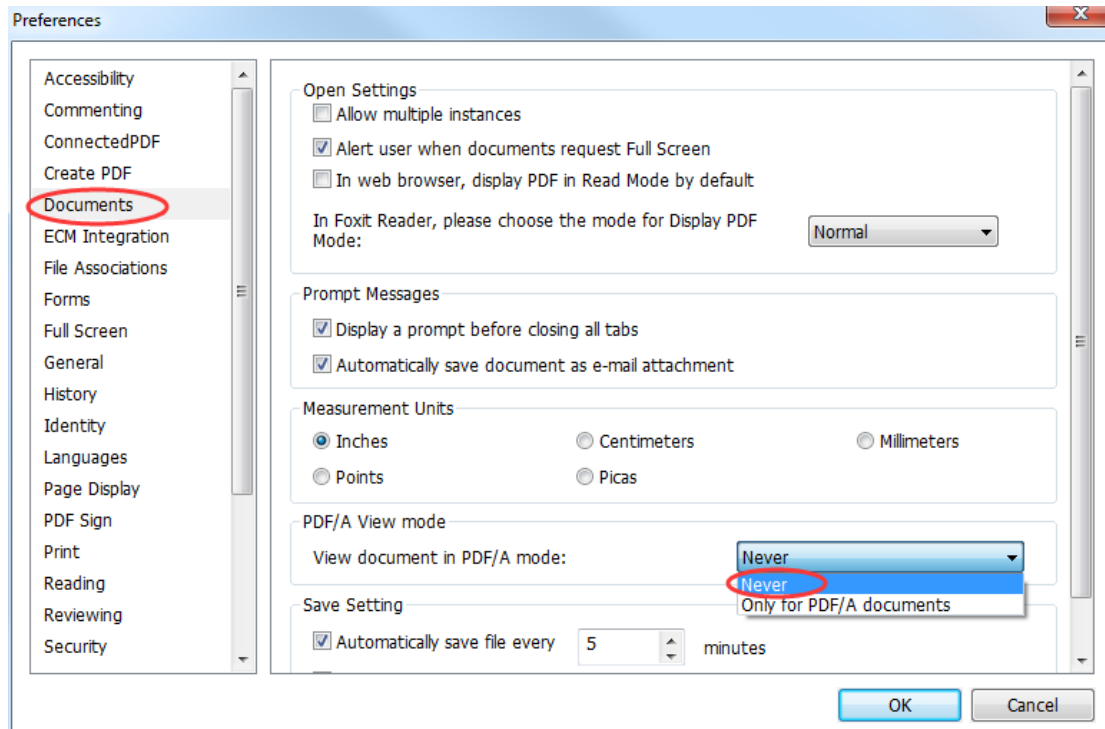 Preferences
Accessibility
Commenting
ConnectedPDF
Create PDF
Documents
ECM Integration
File Associations
Forms
Full Screen
General
History
Identity
Languages
Page Display
PDF Sign
Print
Reading
Reviewing
Security
Open Settings
Allow multiple instances
Alert user when documents request Full Screen
In web browser, display PDF in Read Mode by default
In Foxit Reader, please choose the mode for Display PDF
Mode:
Normal
Prompt Messages
Display a prompt before closing all tabs
Automatically save document as e-mail attachment
Measurement Units
Inches Centimeters Millimeters
Points Picas
PDF/A View mode
View document in PDF/A mode: Never
Never
Only for PDF/A documents
Save Setting
Automatically save file every 5 minutes
OK Cancel